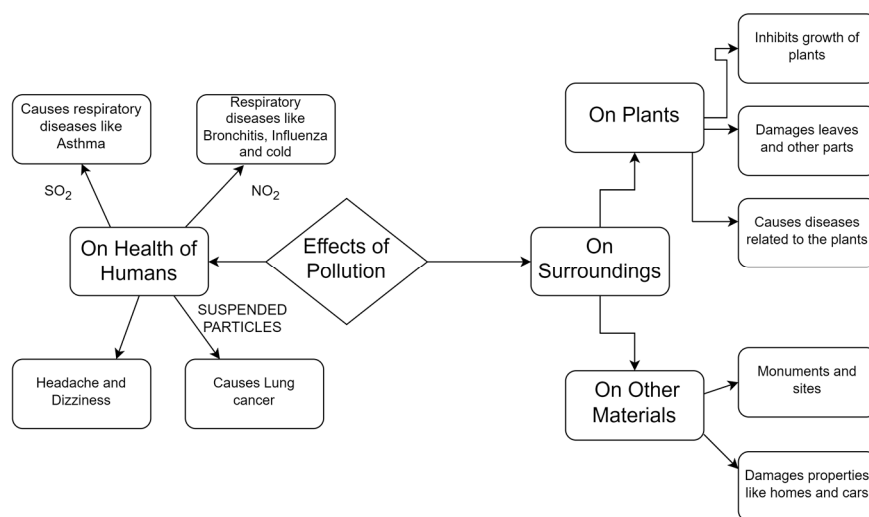 Inhibits growth of
plants
Causes respiratory
diseases like
Asthma
Respiratory
diseases like
Bronchitis, Influenza
and cold
On Plants
Damages leaves
and other parts
SO2
NO2
Causes diseases
related to the plants
On Health of
Humans
Effects of
Pollution
On
Surroundings
SUSPENDED
PARTICLES
Headache and
Dizziness
Causes Lung
cancer
On Other
Materials
Monuments and
sites
Damages properties
like homes and cars